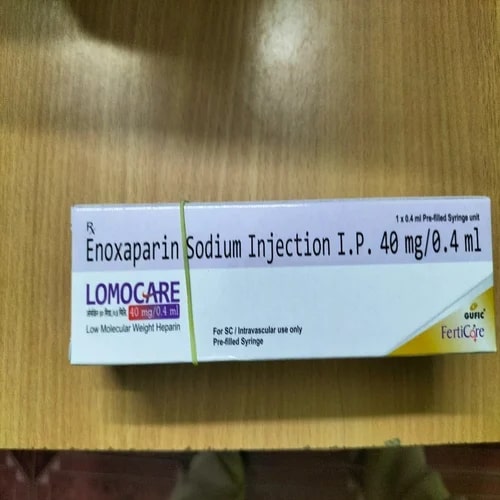 Rx
1 x 0.4 ml Pre-filled Syringe unit
Enoxaparin Sodium Injection I.P. 40 mg/0.4 ml
LOMOCARE
40 mg/0.4 ml
Low Molecular Weight Heparin
For SC / Intravascular use only
Pre-filled Syringe
GUFIC
FertiCare